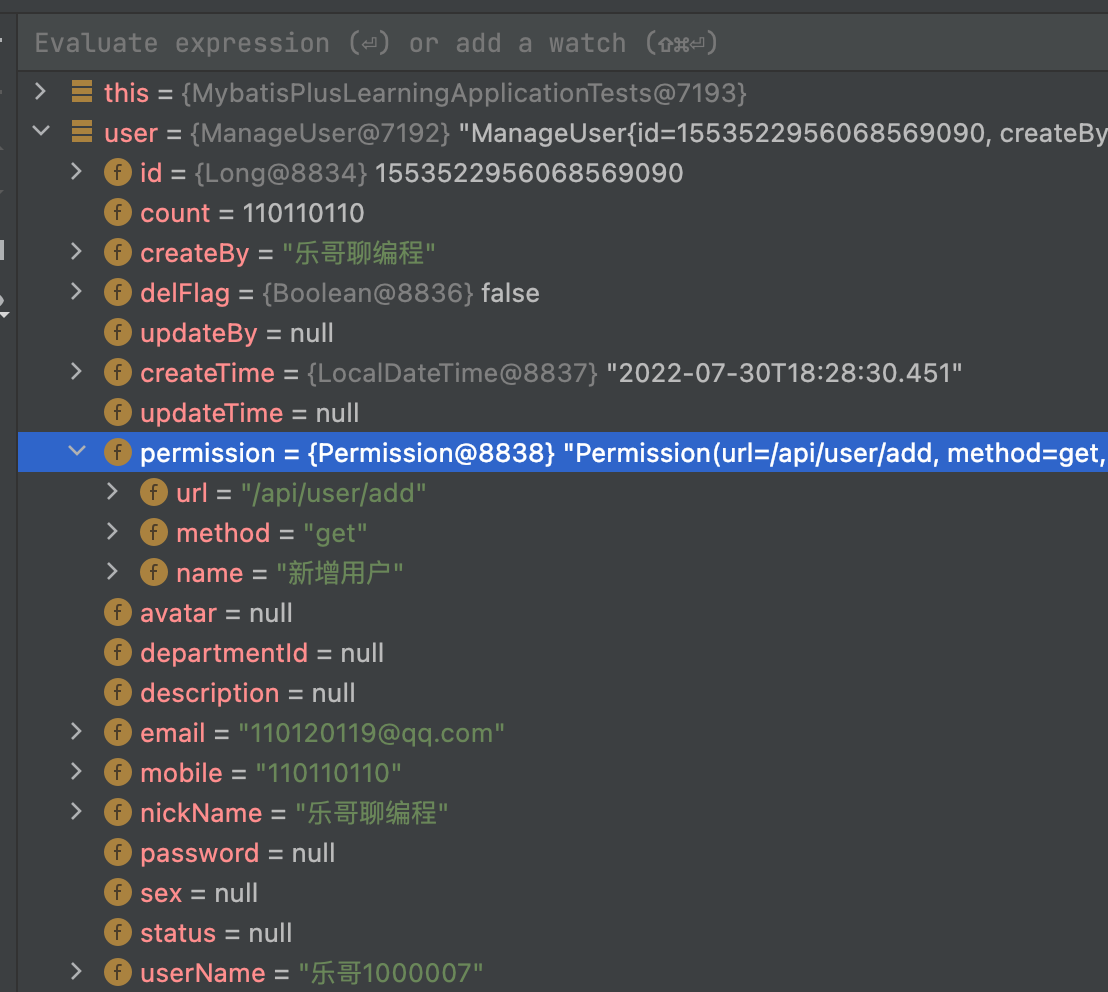 Evaluate expression (⏎) or add a watch (⇧⌘⏎)
this = {MybatisPlusLearningApplicationTests@7193}
user = {ManageUser@7192} "ManageUser{id=1553522956068569090, createBy
f id = {Long@8834} 1553522956068569090
f count = 110110110
f createBy = "乐哥聊编程"
f delFlag = {Boolean@8836} false
f updateBy = null
f createTime = {LocalDateTime@8837} "2022-07-30T18:28:30.451"
f updateTime = null
f permission = {Permission@8838} "Permission(url=/api/user/add, method=get,
f url = "/api/user/add"
f method = "get"
f name = "新增用户"
f avatar = null
f departmentId = null
f description = null
f email = "110120119@qq.com"
f mobile = "110110110"
f nickName = "乐哥聊编程"
f password = null
f sex = null
f status = null
f userName = "乐哥1000007"